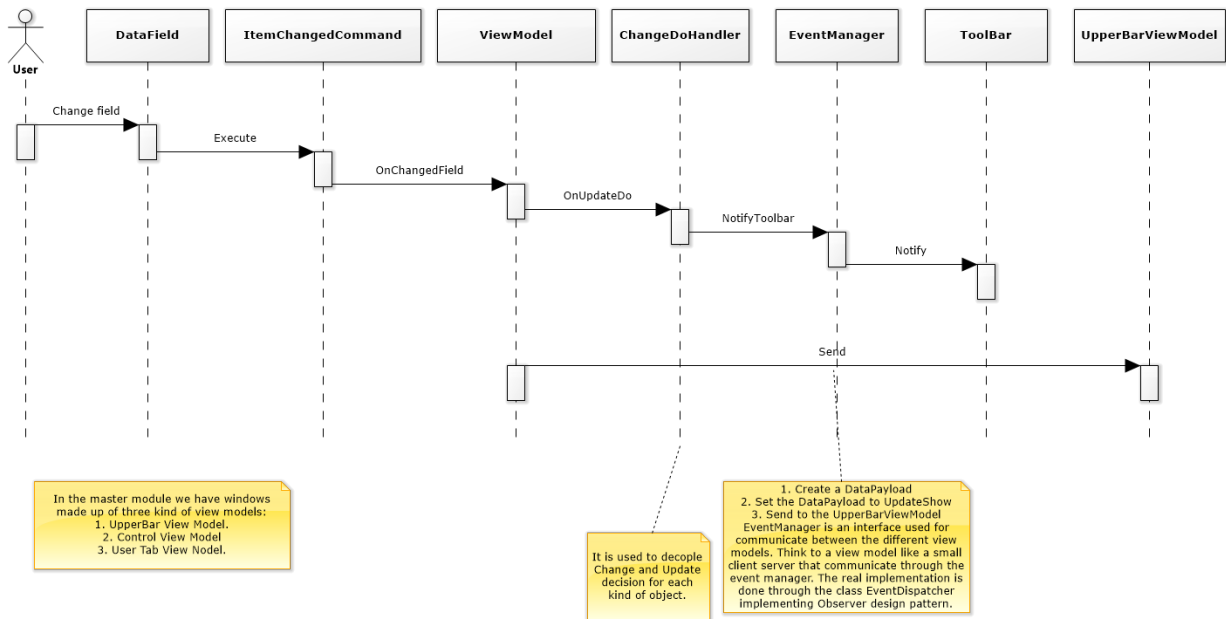 DataField
ItemChangedCommand
ViewModel
ChangeDoHandler
EventManager
ToolBar
UpperBarViewModel
User
Change field
Execute
OnChangedField
OnUpdateDo
NotifyToolbar
Notify
Send
In the master module we have windows
made up of three kind of view models:
1. UpperBar View Model.
2. Control View Model
3. User Tab View Nodel.
It is used to decople
Change and Update
decision for each
kind of object.
1. Create a DataPayload
2. Set the DataPayload to UpdateShow
3. Send to the UpperBarViewModel
EventManager is an interface used for
communicate between the different view
models. Think to a view model like a small
client server that communicate through the
event manager. The real implementation is
done through the class EventDispatcher
implementing Observer design pattern.